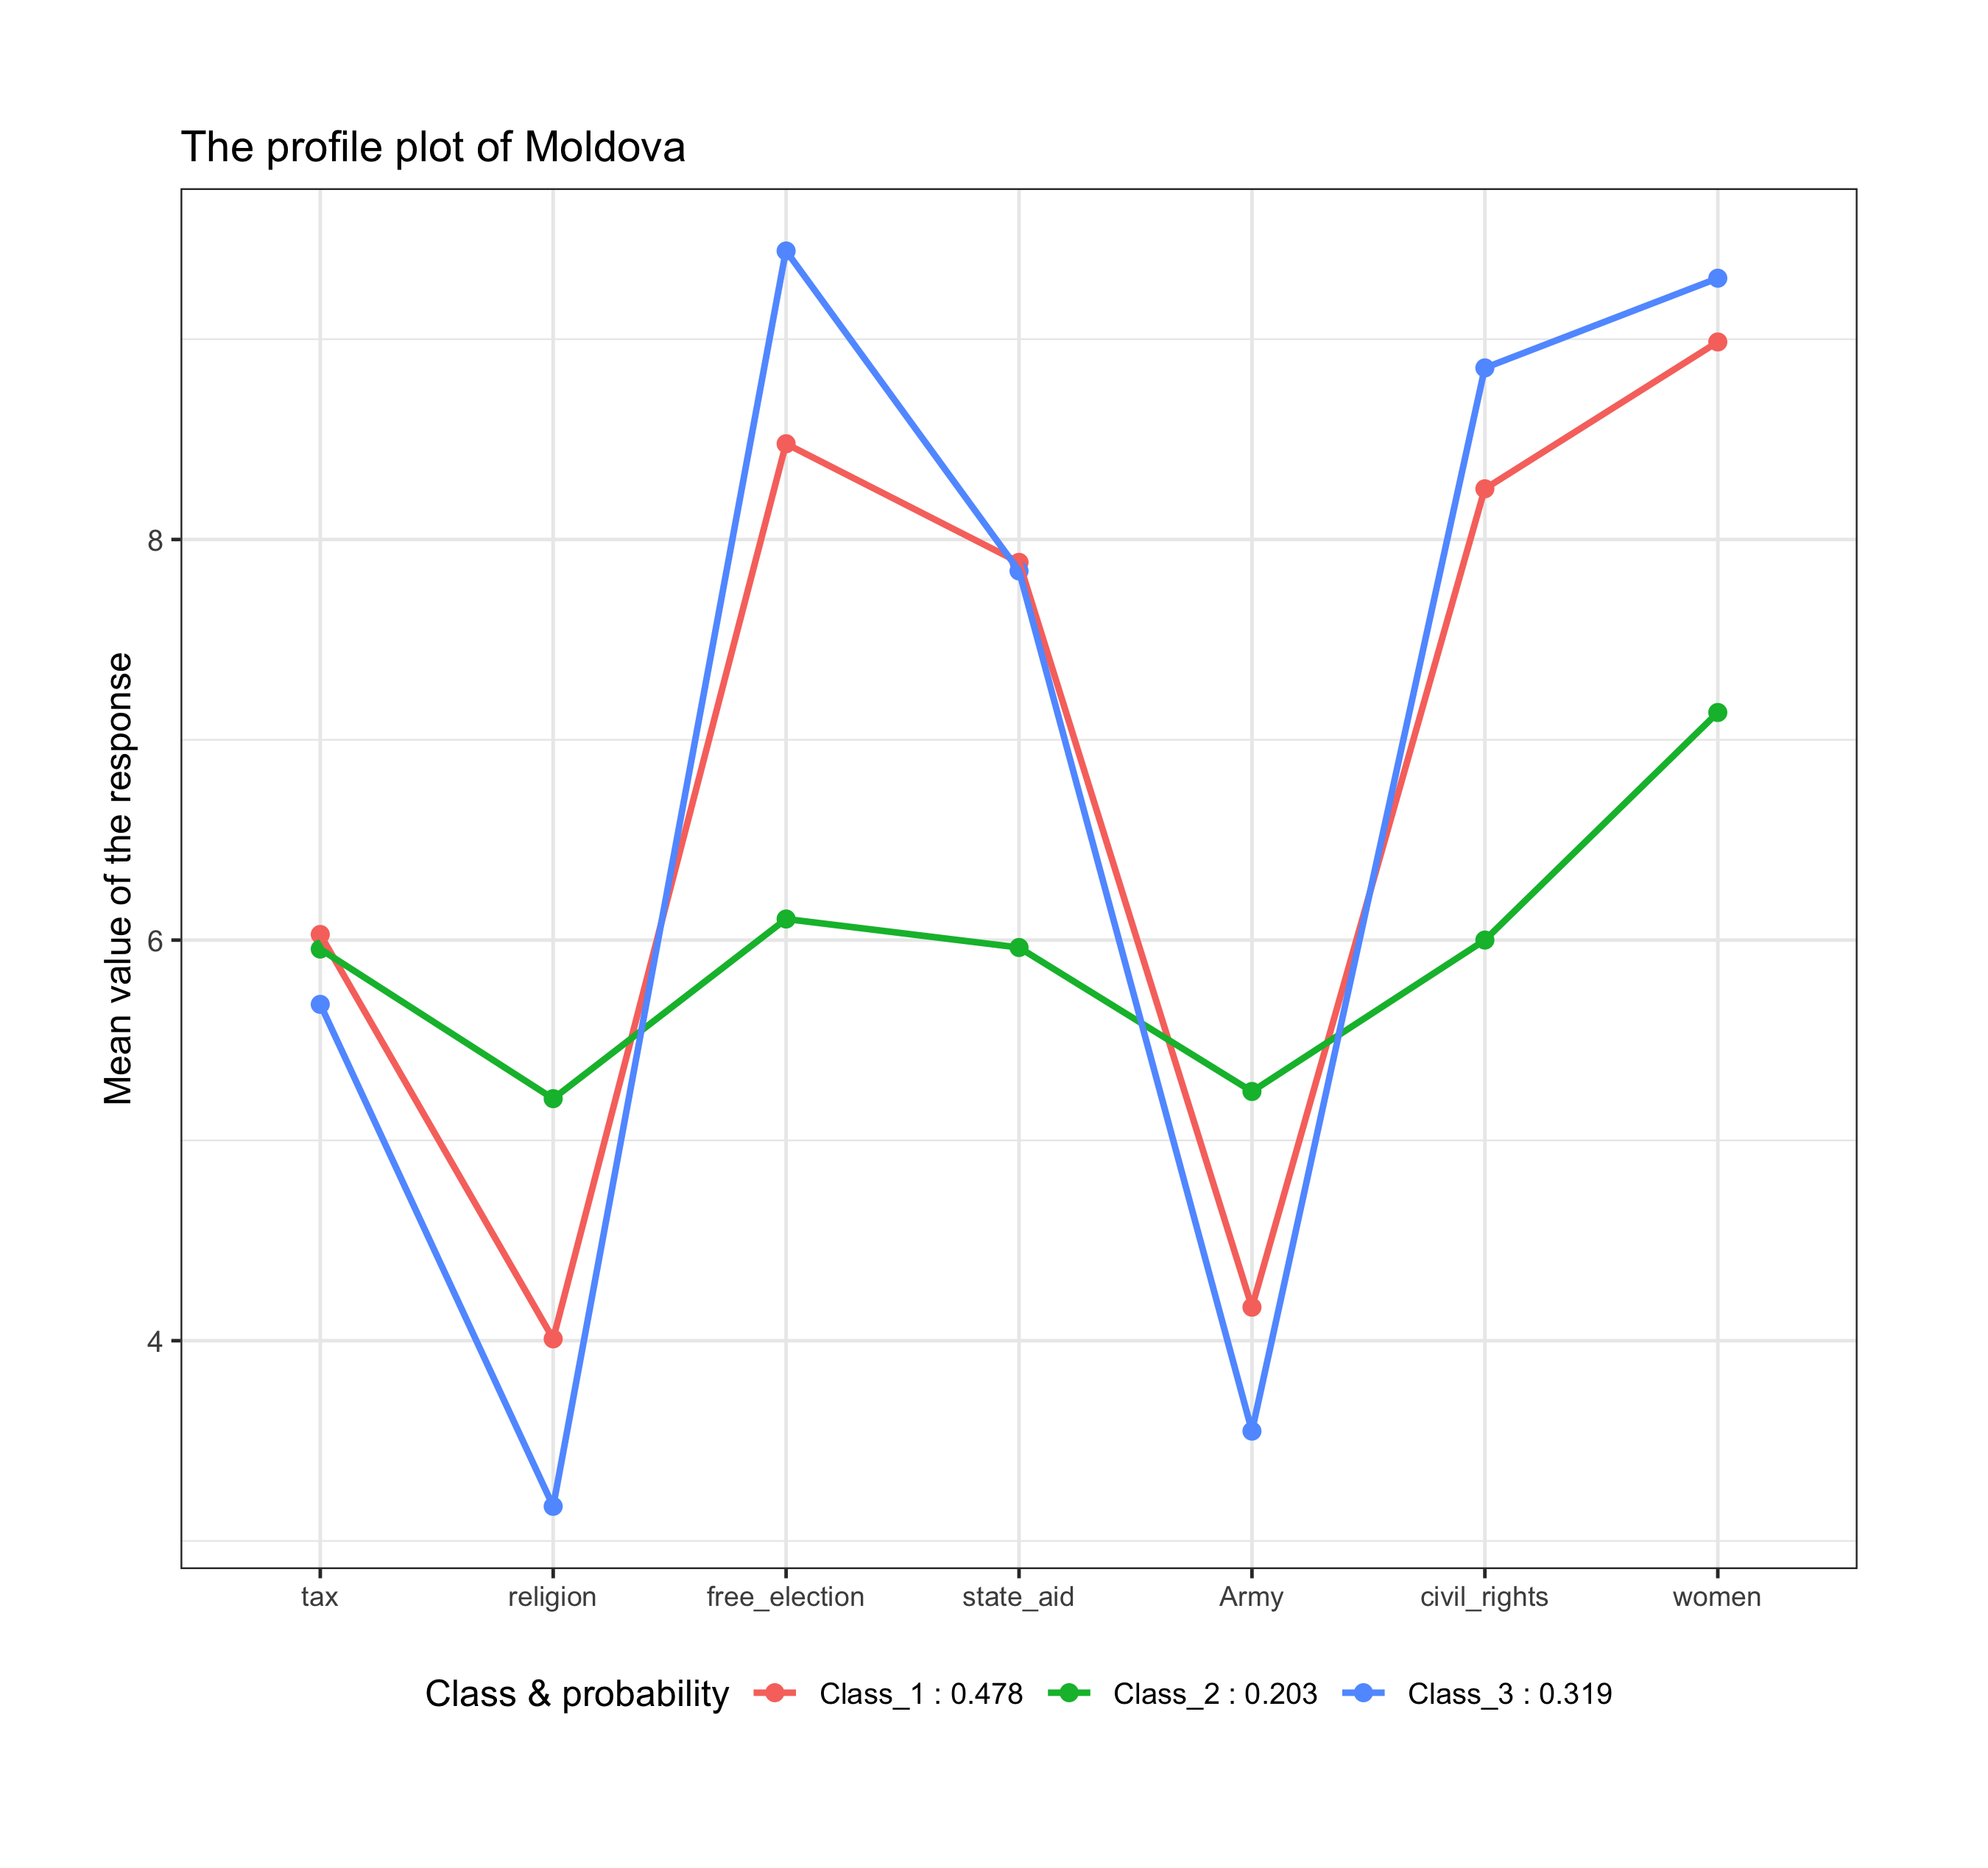 The profile plot of Moldova
Mean value of the response
8
6
4
tax religion free_election state_aid Army civil_rights women
Class & probability Class_1 : 0.478 Class_2 : 0.203 Class_3 : 0.319